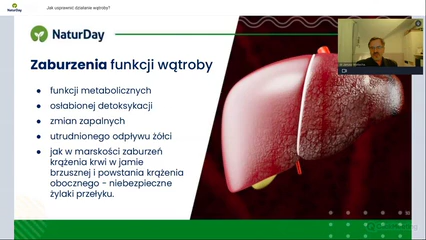 NaturDay
Jak usprawnić działanie wątroby?
NaturDay
Zaburzenia funkcji wątroby
● funkcji metabolicznych
● osłabionej detoksykacji
● zmian zapalnych
● utrudnionego odpływu żółci
● jak w marskości zaburzeń
krążenia krwi w jamie
brzusznej i powstania krążenia
obocznego - niebezpieczne
żylaki przełyku.